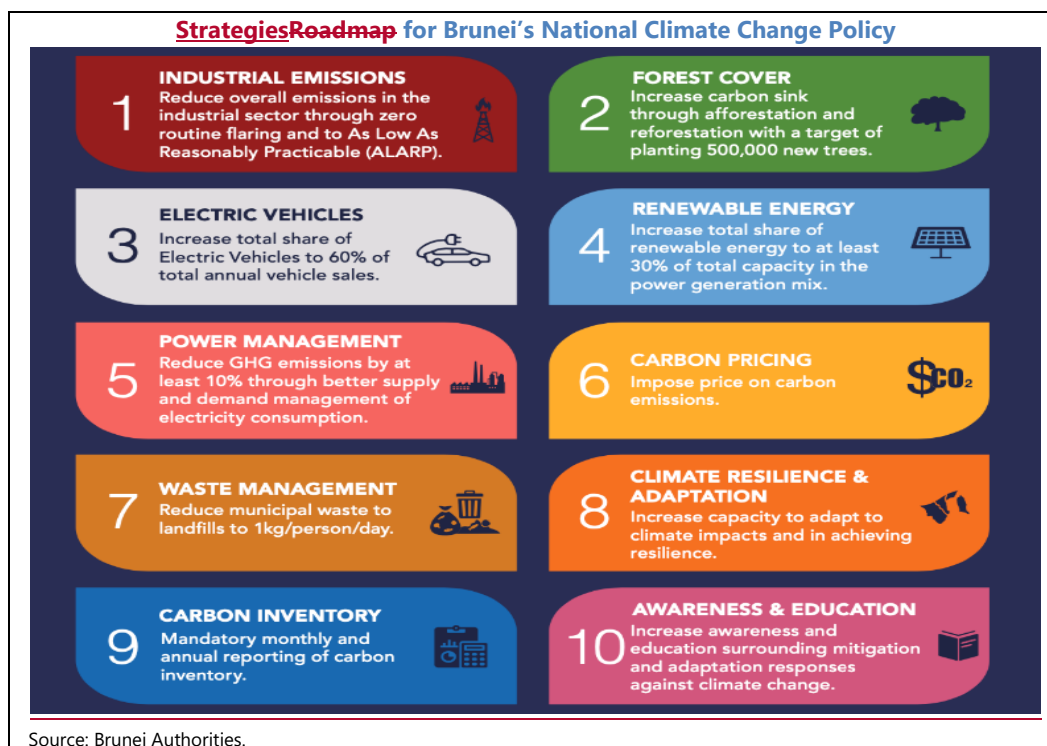 StrategiesRoadmap for Brunei's National Climate Change Policy
1
INDUSTRIAL EMISSIONS
Reduce overall emissions in the
industrial sector through zero
routine flaring and to As Low As
Reasonably Practicable (ALARP).
2
FOREST COVER
Increase carbon sink
through afforestation and
reforestation with a target of
planting 500,000 new trees.
3
ELECTRIC VEHICLES
Increase total share of
Electric Vehicles to 60% of
total annual vehicle sales.
4
RENEWABLE ENERGY
Increase total share of
renewable energy to at least
30% of total capacity in the
power generation mix.
5
POWER MANAGEMENT
Reduce GHG emissions by at
least 10% through better supply
and demand management of
electricity consumption.
6
CARBON PRICING
Impose price on carbon
emissions.
$CO₂
7
WASTE MANAGEMENT
Reduce municipal waste to
landfills to 1kg/person/day.
8
CLIMATE RESILIENCE &
ADAPTATION
Increase capacity to adapt to
climate impacts and in achieving
resilience.
9
CARBON INVENTORY
Mandatory monthly and
annual reporting of carbon
inventory.
10
AWARENESS & EDUCATION
Increase awareness and
education surrounding mitigation
and adaptation responses
against climate change.
Source: Brunei Authorities.